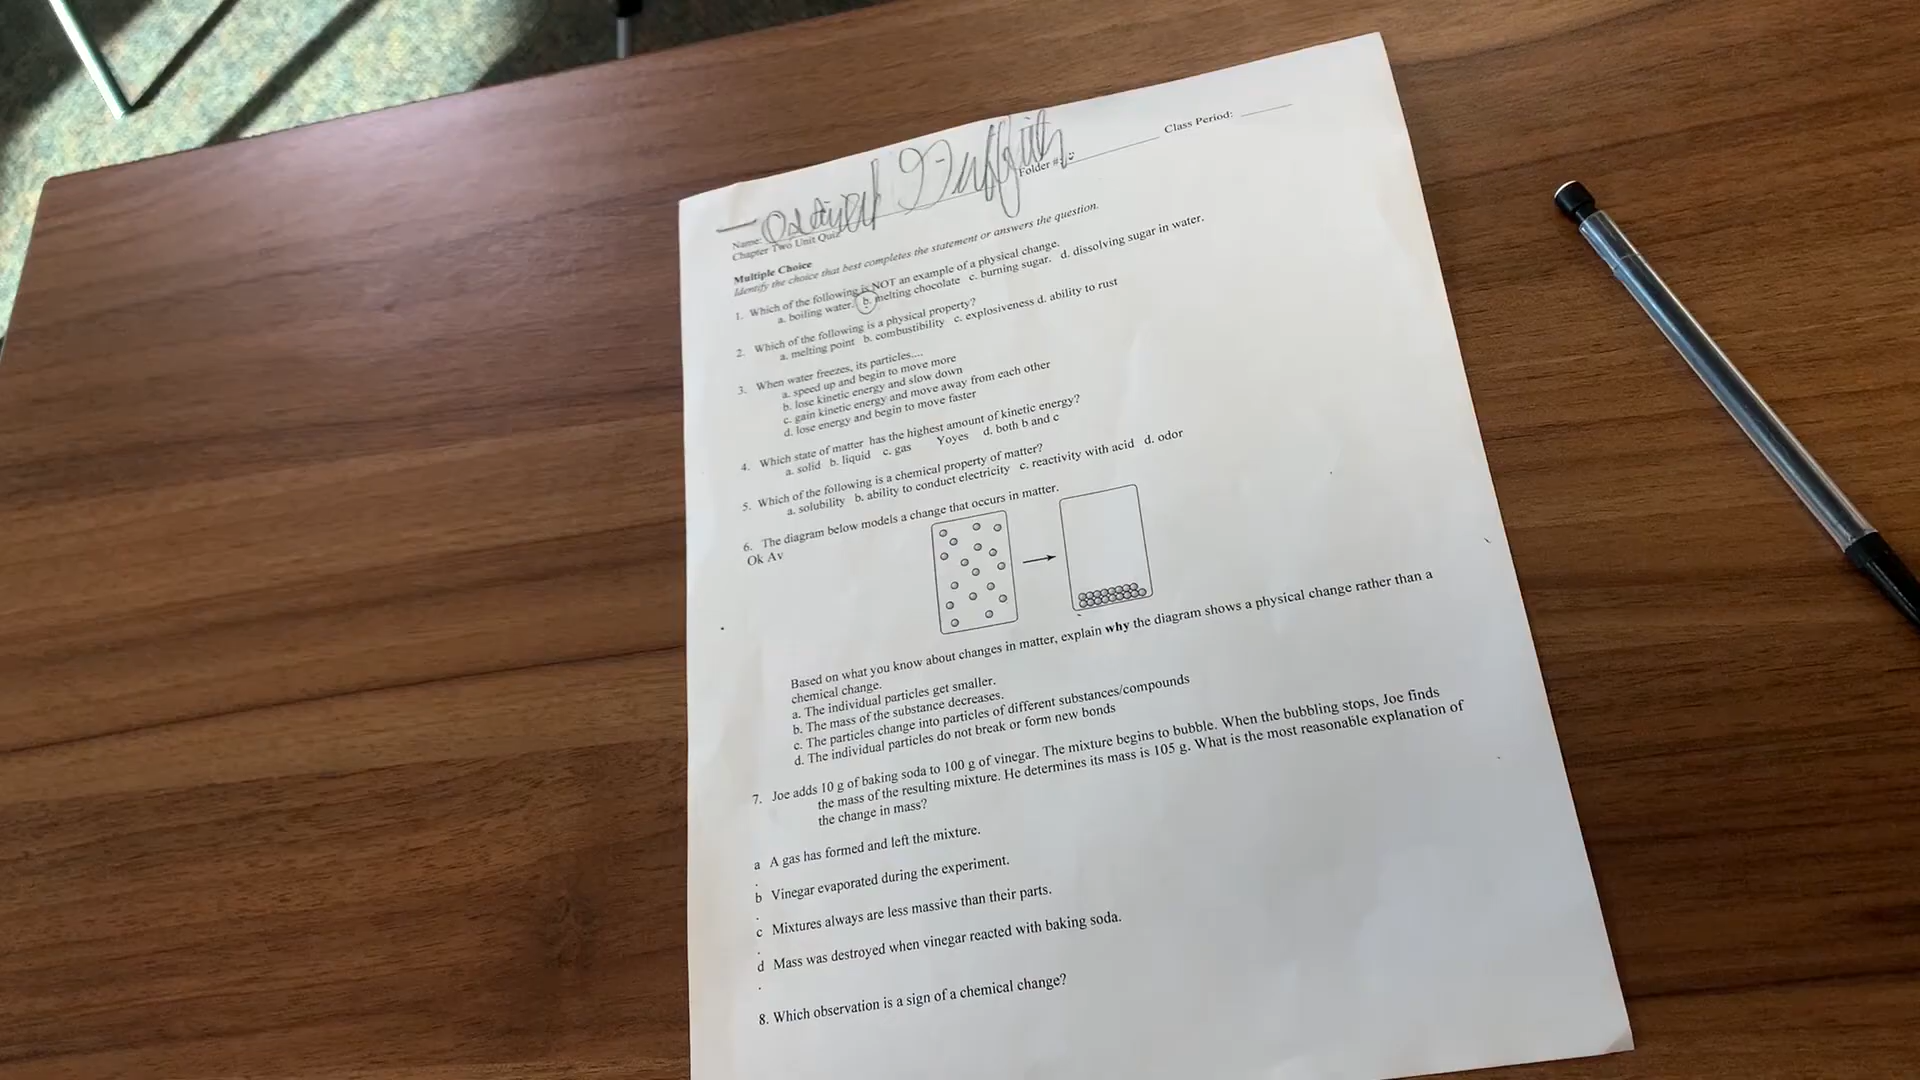 Name: Griffith Folder #: Class Period:
Chapter Two Unit Quiz
Multiple Choice
Identify the choice that best completes the statement or answers the question.
1. Which of the following is NOT an example of a physical change.
a. boiling water. b. melting chocolate c. burning sugar. d. dissolving sugar in water.
2. Which of the following is a physical property?
a. melting point b. combustibility c. explosiveness d. ability to rust
3. When water freezes, its particles....
a. speed up and begin to move more
b. lose kinetic energy and slow down
c. gain kinetic energy and move away from each other
d. lose energy and begin to move faster
4. Which state of matter has the highest amount of kinetic energy?
a. solid b. liquid c. gas Yoyes d. both b and c
5. Which of the following is a chemical property of matter?
a. solubility b. ability to conduct electricity c. reactivity with acid d. odor
6. The diagram below models a change that occurs in matter.
Ok Av
Based on what you know about changes in matter, explain why the diagram shows a physical change rather than a
chemical change.
a. The individual particles get smaller.
b. The mass of the substance decreases.
c. The particles change into particles of different substances/compounds
d. The individual particles do not break or form new bonds
7. Joe adds 10 g of baking soda to 100 g of vinegar. The mixture begins to bubble. When the bubbling stops, Joe finds
the mass of the resulting mixture. He determines its mass is 105 g. What is the most reasonable explanation of
the change in mass?
a A gas has formed and left the mixture.
.
b Vinegar evaporated during the experiment.
.
c Mixtures always are less massive than their parts.
.
d Mass was destroyed when vinegar reacted with baking soda.
.
8. Which observation is a sign of a chemical change?